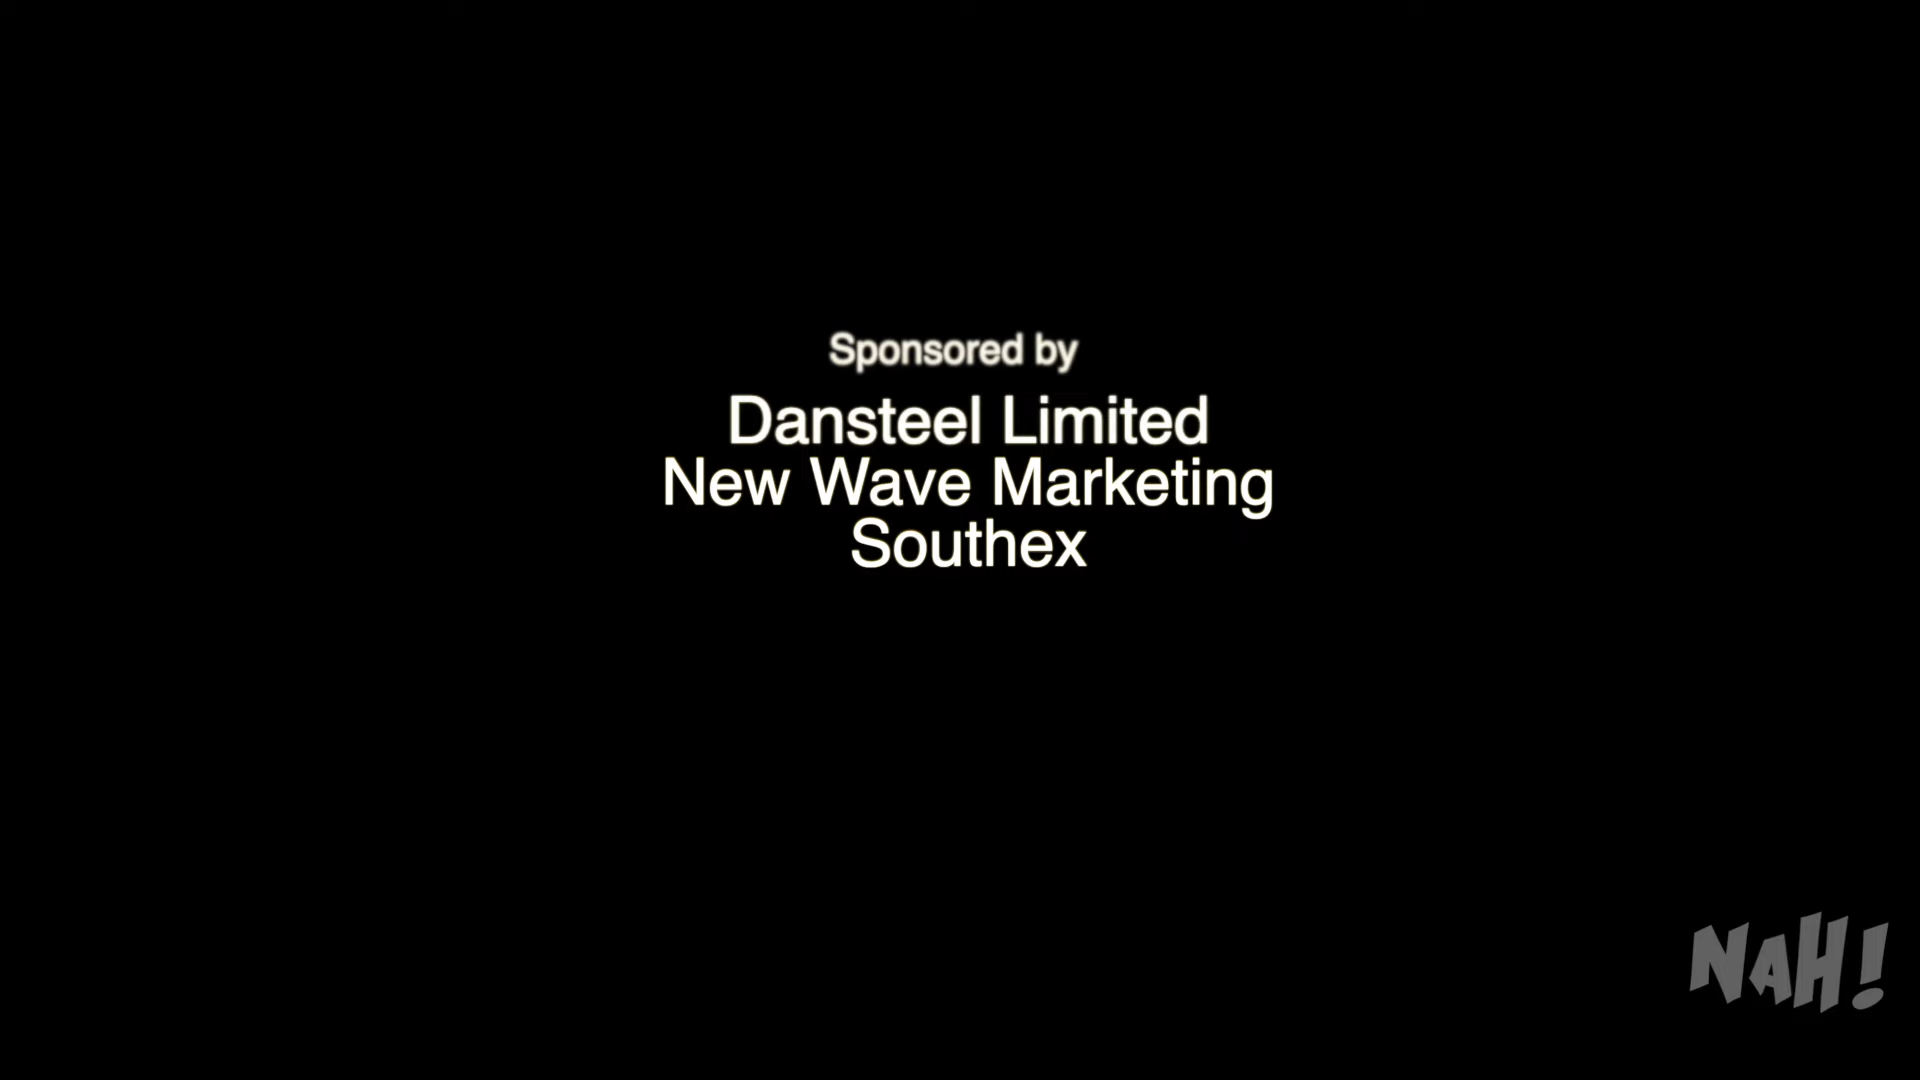 Sponsored by
Dansteel Limited
New Wave Marketing
Southex
NAH!